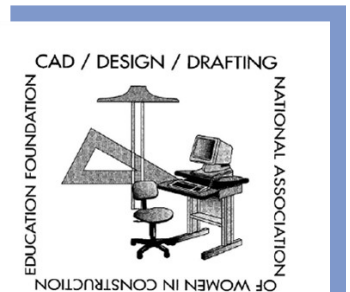 CAD / DESIGN / DRAFTING
NATIONAL ASSOCIATION
OF WOMEN IN CONSTRUCTION
EDUCATION FOUNDATION